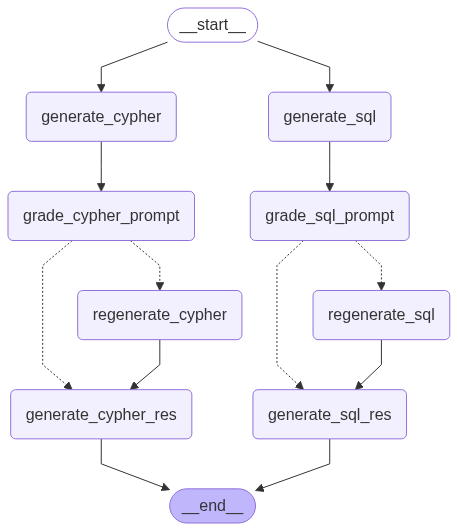 __start__
generate_cypher
generate_sql
grade_cypher_prompt
grade_sql_prompt
regenerate_cypher
regenerate_sql
generate_cypher_res
generate_sql_res
__end__